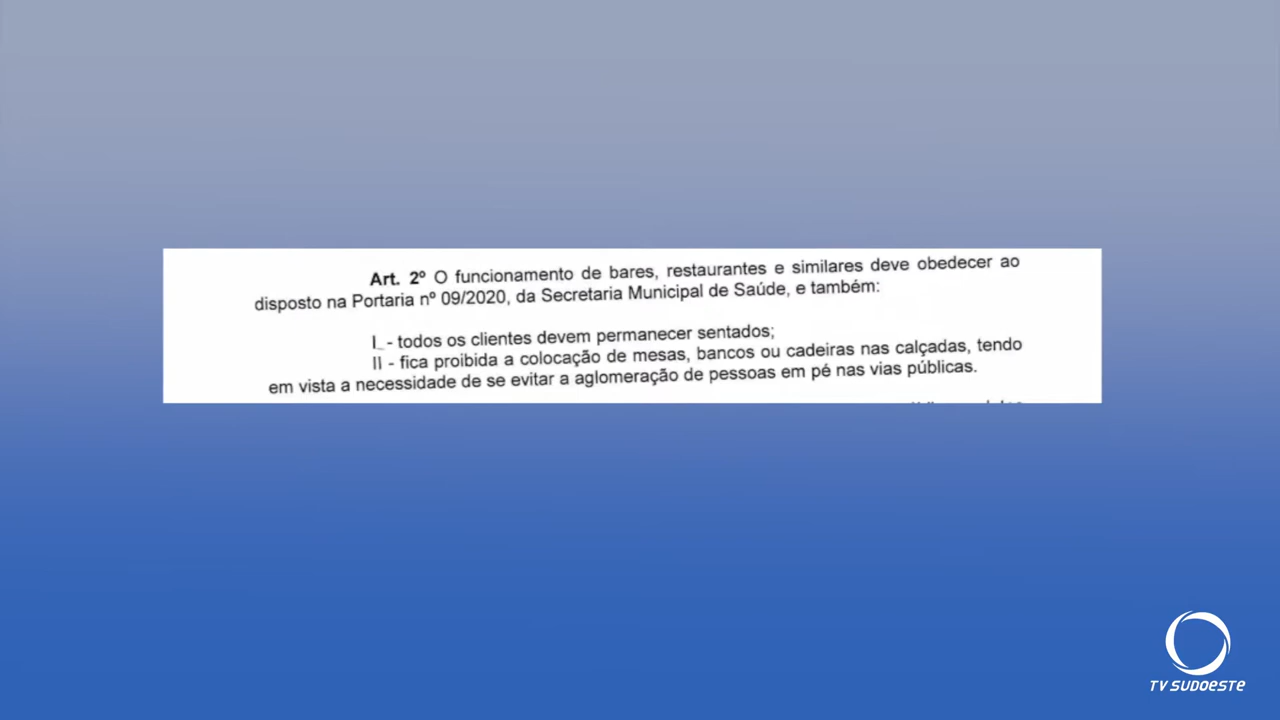 Art. 2º O funcionamento de bares, restaurantes e similares deve obedecer ao
disposto na Portaria nº 09/2020, da Secretaria Municipal de Saúde, e também:
I - todos os clientes devem permanecer sentados;
II - fica proibida a colocação de mesas, bancos ou cadeiras nas calçadas, tendo
em vista a necessidade de se evitar a aglomeração de pessoas em pé nas vias públicas.
TV SUDOESTE